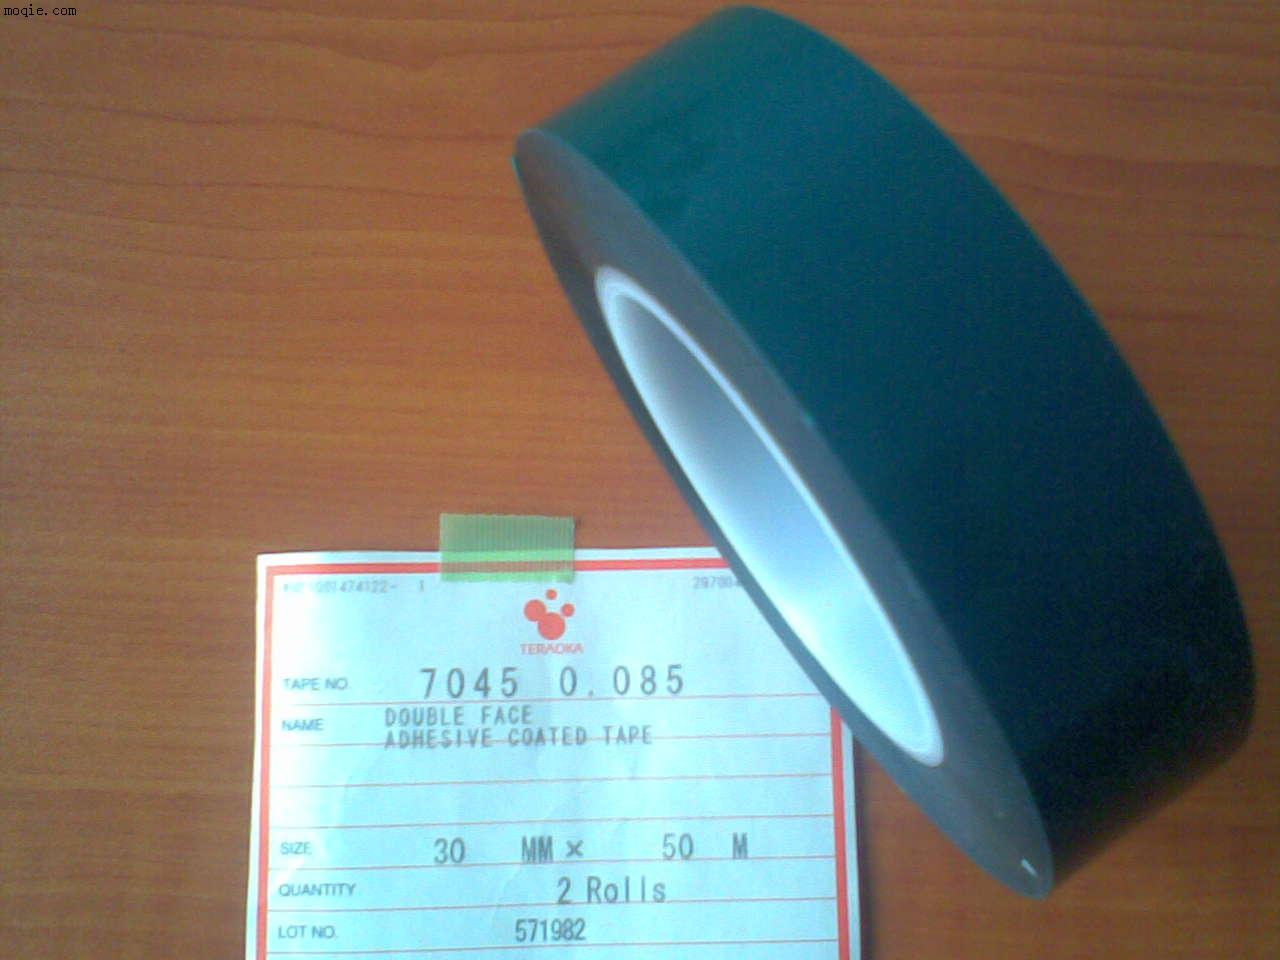 moqie.com
TERAOKA
TAPE NO. 7045 0.085
NAME DOUBLE FACE
ADHESIVE COATED TAPE
SIZE 30 MM × 50 M
QUANTITY 2 Rolls
LOT NO. 571982